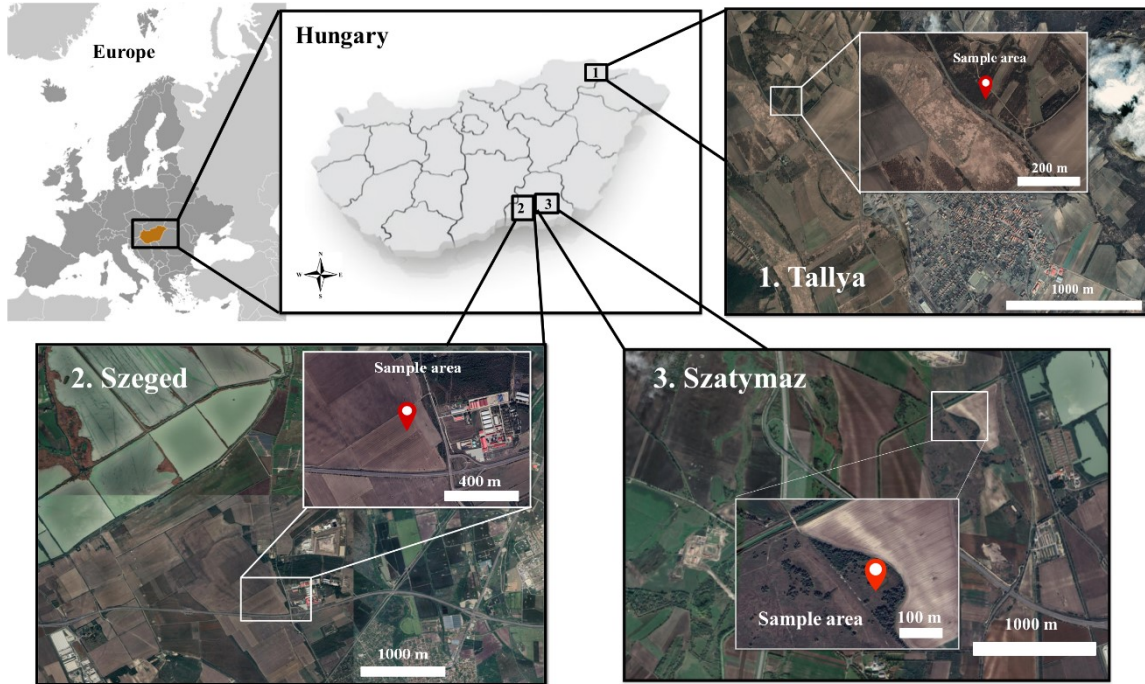 Europe
Hungary
1
2
3
N
W E
S
Sample area
200 m
1. Tallya
1000 m
2. Szeged
Sample area
400 m
1000 m
3. Szatymaz
Sample area
100 m
1000 m